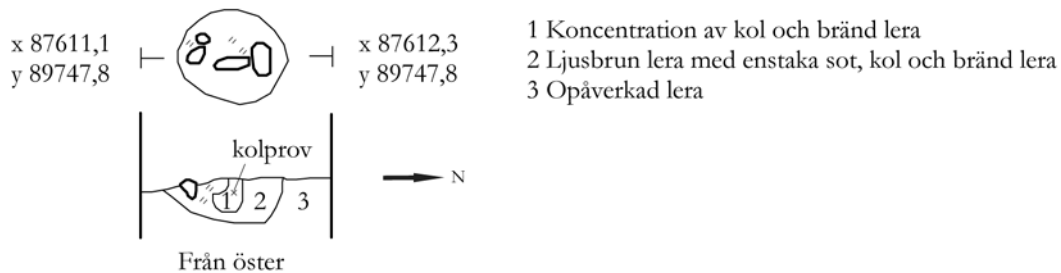 x 87611,1
y 89747,8
x 87612,3
y 89747,8
1 Koncentration av kol och bränd lera
2 Ljusbrun lera med enstaka sot, kol och bränd lera
3 Opåverkad lera
kolprov
N
1 2 3
Från öster